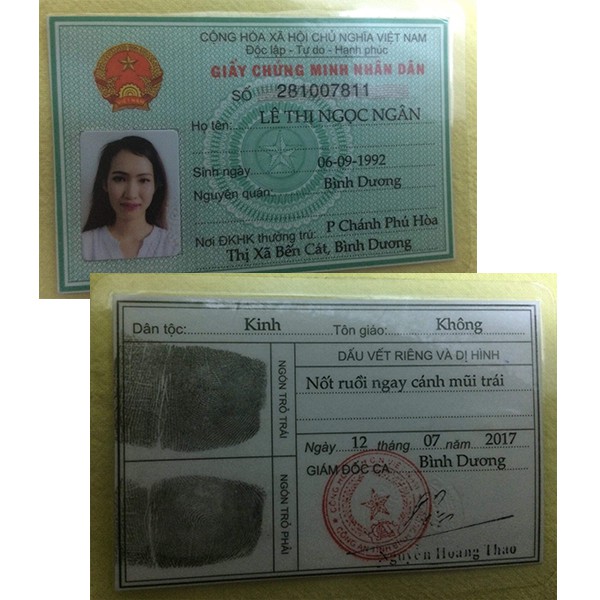 CỘNG HÒA XÃ HỘI CHỦ NGHĨA VIỆT NAM
Độc lập - Tự do - Hạnh phúc
GIẤY CHỨNG MINH NHÂN DÂN
SỐ 281007811
Họ tên: LÊ THỊ NGỌC NGÂN
Sinh ngày 06-09-1992
Nguyên quán: Bình Dương
Nơi ĐKHK thường trú: P Chánh Phú Hòa
Thị Xã Bến Cát, Bình Dương
VIỆT NAM
Dân tộc: Kinh Tôn giáo: Không
NGÓN TRỎ TRÁI
NGÓN TRỎ PHẢI
DẤU VẾT RIÊNG VÀ DỊ HÌNH
Nốt ruồi ngay cánh mũi trái
Ngày 12 tháng 07 năm 2017
GIÁM ĐỐC CA Bình Dương
Nguyễn Hoàng Thao